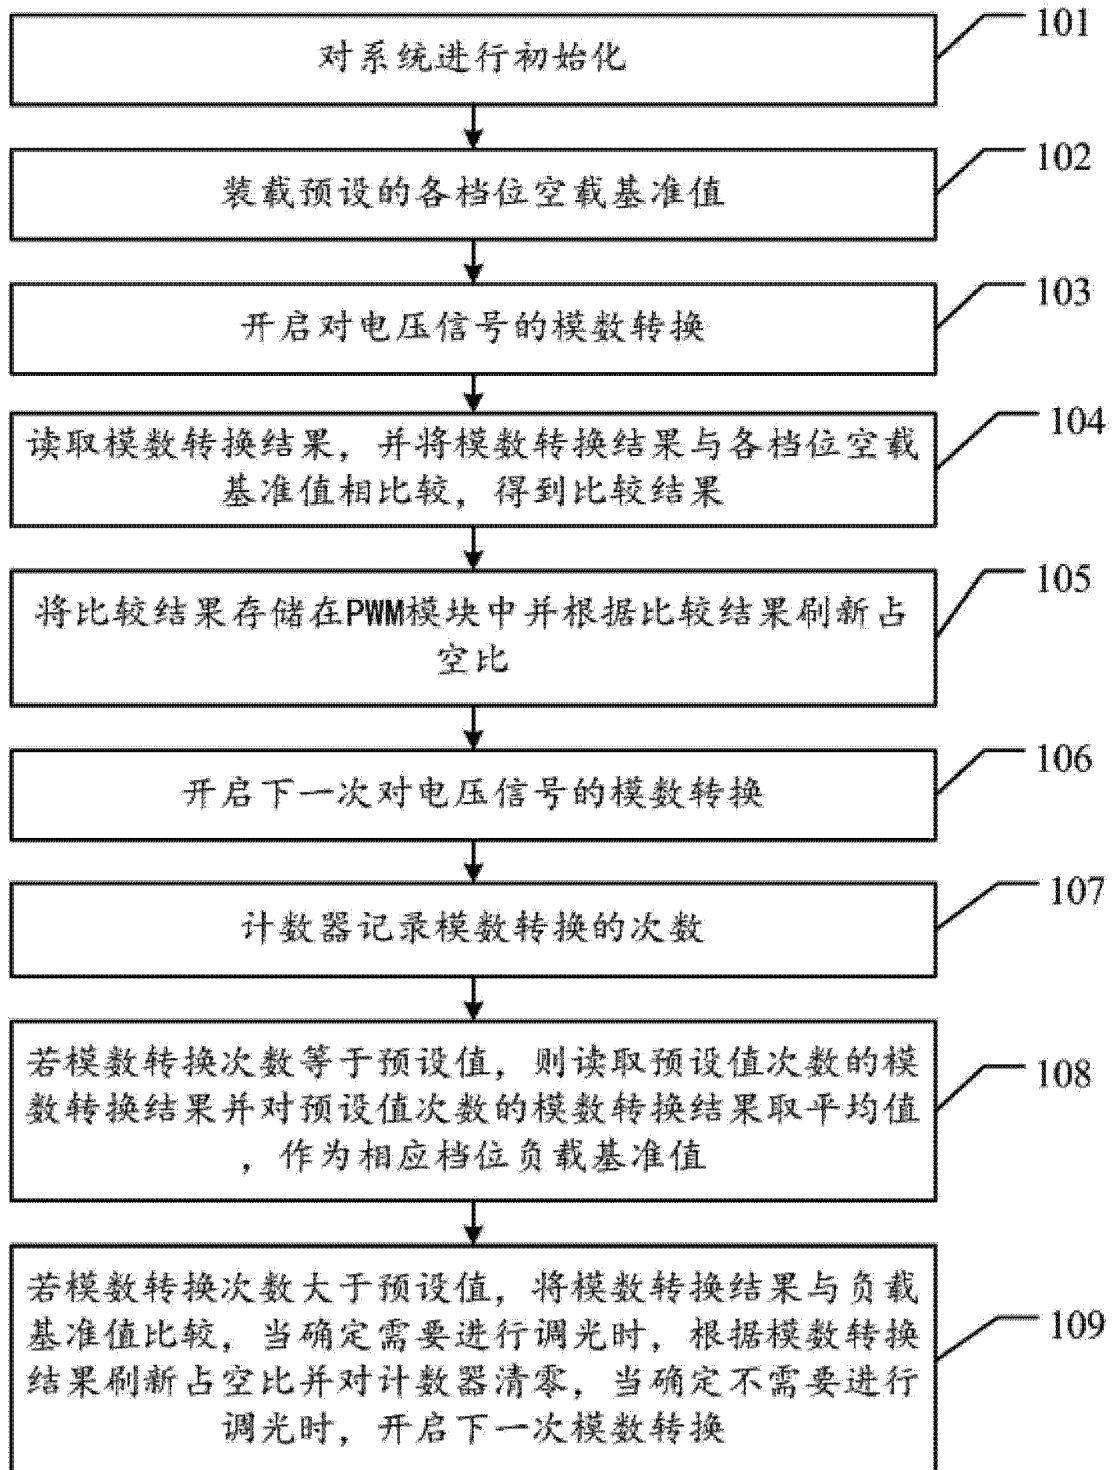 对系统进行初始化
101
装载预设的各档位空载基准值
102
开启对电压信号的模数转换
103
读取模数转换结果，并将模数转换结果与各档位空载
基准值相比较，得到比较结果
104
将比较结果存储在PWM模块中并根据比较结果刷新占
空比
105
开启下一次对电压信号的模数转换
106
计数器记录模数转换的次数
107
若模数转换次数等于预设值，则读取预设值次数的模
数转换结果并对预设值次数的模数转换结果取平均值
，作为相应档位负载基准值
108
若模数转换次数大于预设值，将模数转换结果与负载
基准值比较，当确定需要进行调光时，根据模数转换
结果刷新占空比并对计数器清零，当确定不需要进行
调光时，开启下一次模数转换
109